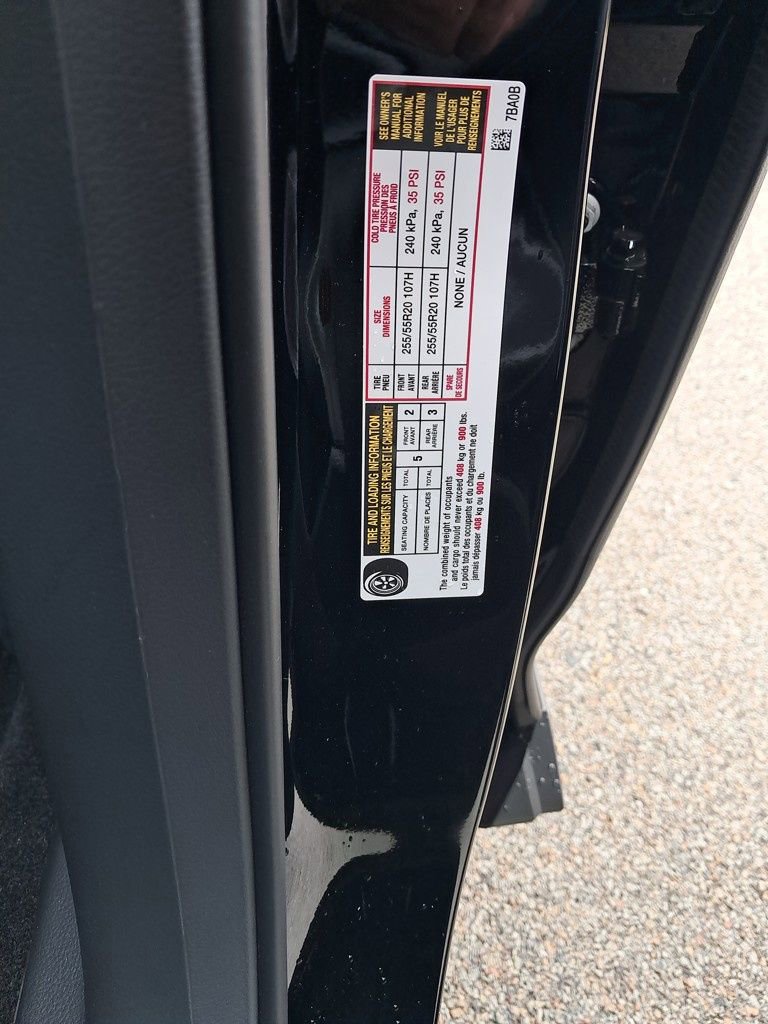 TIRE AND LOADING INFORMATION
RENSEIGNEMENTS SUR LES PNEUS ET LE CHARGEMENT
SEATING CAPACITY TOTAL 5 FRONT AVANT 2
NOMBRE DE PLACES TOTAL REAR ARRIÈRE 3
The combined weight of occupants
and cargo should never exceed 408 kg or 900 lbs.
Le poids total des occupants et du chargement ne doit
jamais dépasser 408 kg ou 900 lb.
TIRE
PNEU
SIZE
DIMENSIONS
COLD TIRE PRESSURE
PRESSION DES
PNEUS À FROID
FRONT
AVANT
255/55R20 107H
240 kPa, 35 PSI
REAR
ARRIÈRE
255/55R20 107H
240 kPa, 35 PSI
SPARE
DE SECOURS
NONE / AUCUN
SEE OWNER'S
MANUAL FOR
ADDITIONAL
INFORMATION
VOIR LE MANUEL
DE L'USAGER
POUR PLUS DE
RENSEIGNEMENTS
7BA0B